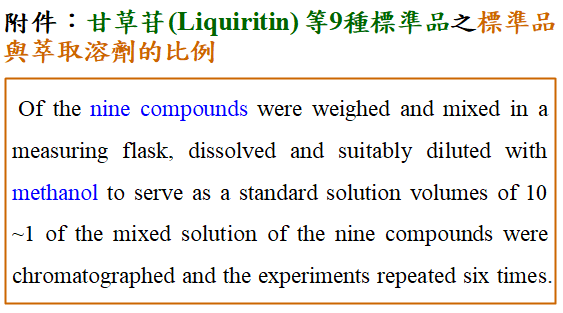 附件：甘草苷(Liquiritin) 等9種標準品之標準品
與萃取溶劑的比例
Of the nine compounds were weighed and mixed in a
measuring flask, dissolved and suitably diluted with
methanol to serve as a standard solution volumes of 10
~1 of the mixed solution of the nine compounds were
chromatographed and the experiments repeated six times.